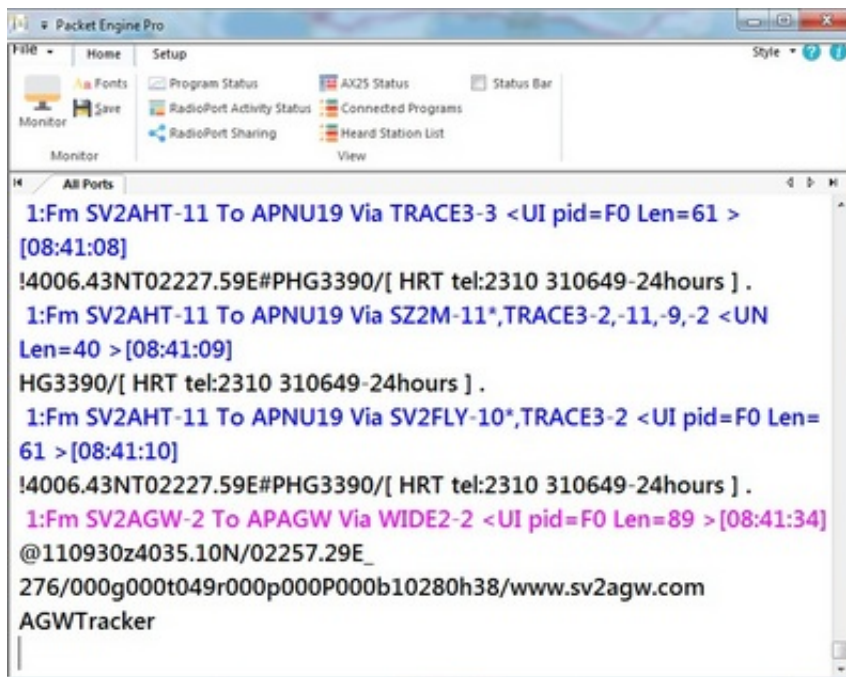 Packet Engine Pro
File Home Setup Style
Fonts Program Status AX25 Status Status Bar
Monitor Save RadioPort Activity Status Connected Programs
RadioPort Sharing Heard Station List
Monitor View
All Ports
1:Fm SV2AHT-11 To APNU19 Via TRACE3-3 <UI pid=F0 Len=61 >
[08:41:08]
!4006.43NT02227.59E#PHG3390/[ HRT tel:2310 310649-24hours ] .
1:Fm SV2AHT-11 To APNU19 Via SZ2M-11*,TRACE3-2,-11,-9,-2 <UN
Len=40 >[08:41:09]
HG3390/[ HRT tel:2310 310649-24hours ] .
1:Fm SV2AHT-11 To APNU19 Via SV2FLY-10*,TRACE3-2 <UI pid=F0 Len=
61 >[08:41:10]
!4006.43NT02227.59E#PHG3390/[ HRT tel:2310 310649-24hours ] .
1:Fm SV2AGW-2 To APAGW Via WIDE2-2 <UI pid=F0 Len=89 >[08:41:34]
@110930z4035.10N/02257.29E_
276/000g000t049r000p000P000b10280h38/www.sv2agw.com
AGWTracker